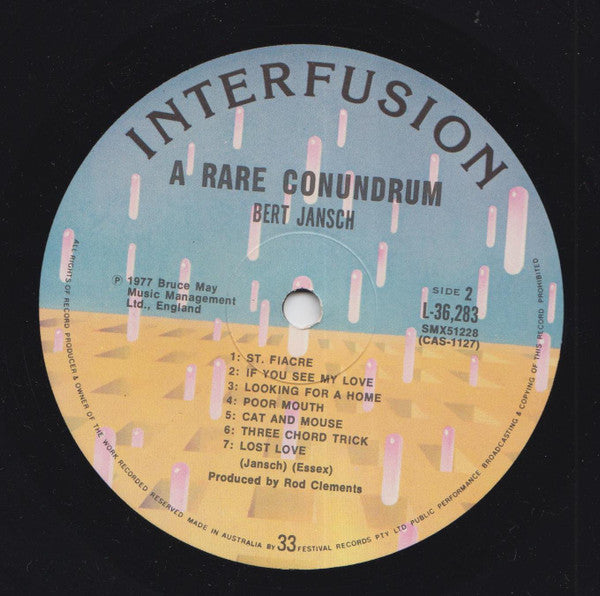 INTERFUSION
A RARE CONUNDRUM
BERT JANSCH
℗ 1977 Bruce May
Music Management
Ltd., England
SIDE 2
L-36,283
SMX51228
(CAS-1127)
1: ST. FIACRE
2: IF YOU SEE MY LOVE
3: LOOKING FOR A HOME
4: POOR MOUTH
5: CAT AND MOUSE
6: THREE CHORD TRICK
7: LOST LOVE
(Jansch) (Essex)
Produced by Rod Clements
ALL RIGHTS OF RECORD PRODUCER & OWNER OF THE WORK RECORDED RESERVED MADE IN AUSTRALIA BY 33 FESTIVAL RECORDS PTY LTD PUBLIC PERFORMANCE BROADCASTING & COPYING OF THIS RECORD PROHIBITED